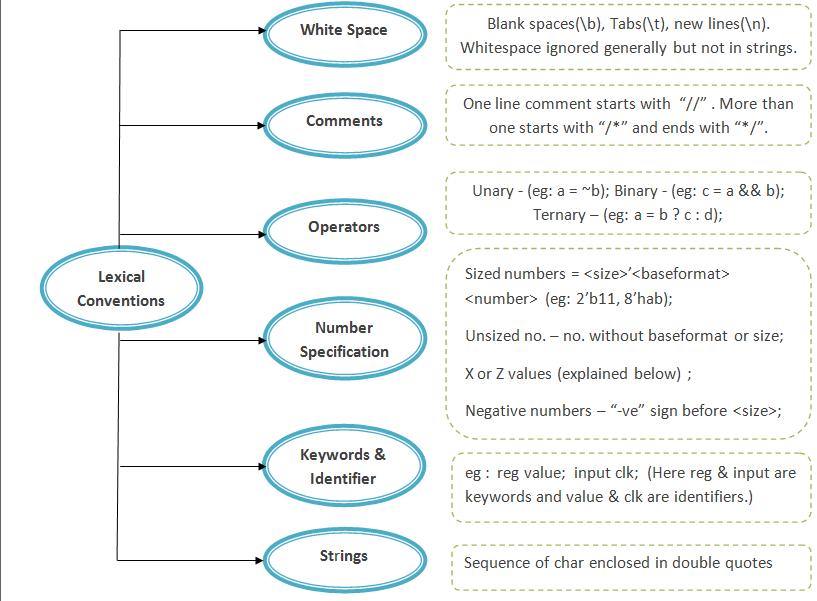 White Space
Blank spaces(\b), Tabs(\t), new lines(\n).
Whitespace ignored generally but not in strings.
Comments
One line comment starts with “//” . More than
one starts with “/*” and ends with “*/”.
Operators
Unary - (eg: a = ~b); Binary - (eg: c = a && b);
Ternary – (eg: a = b ? c : d);
Lexical
Conventions
Number
Specification
Sized numbers = <size>’<baseformat>
<number> (eg: 2’b11, 8’hab);
Unsized no. – no. without baseformat or size;
X or Z values (explained below) ;
Negative numbers – “-ve” sign before <size>;
Keywords &
Identifier
eg : reg value; input clk; (Here reg & input are
keywords and value & clk are identifiers.)
Strings
Sequence of char enclosed in double quotes